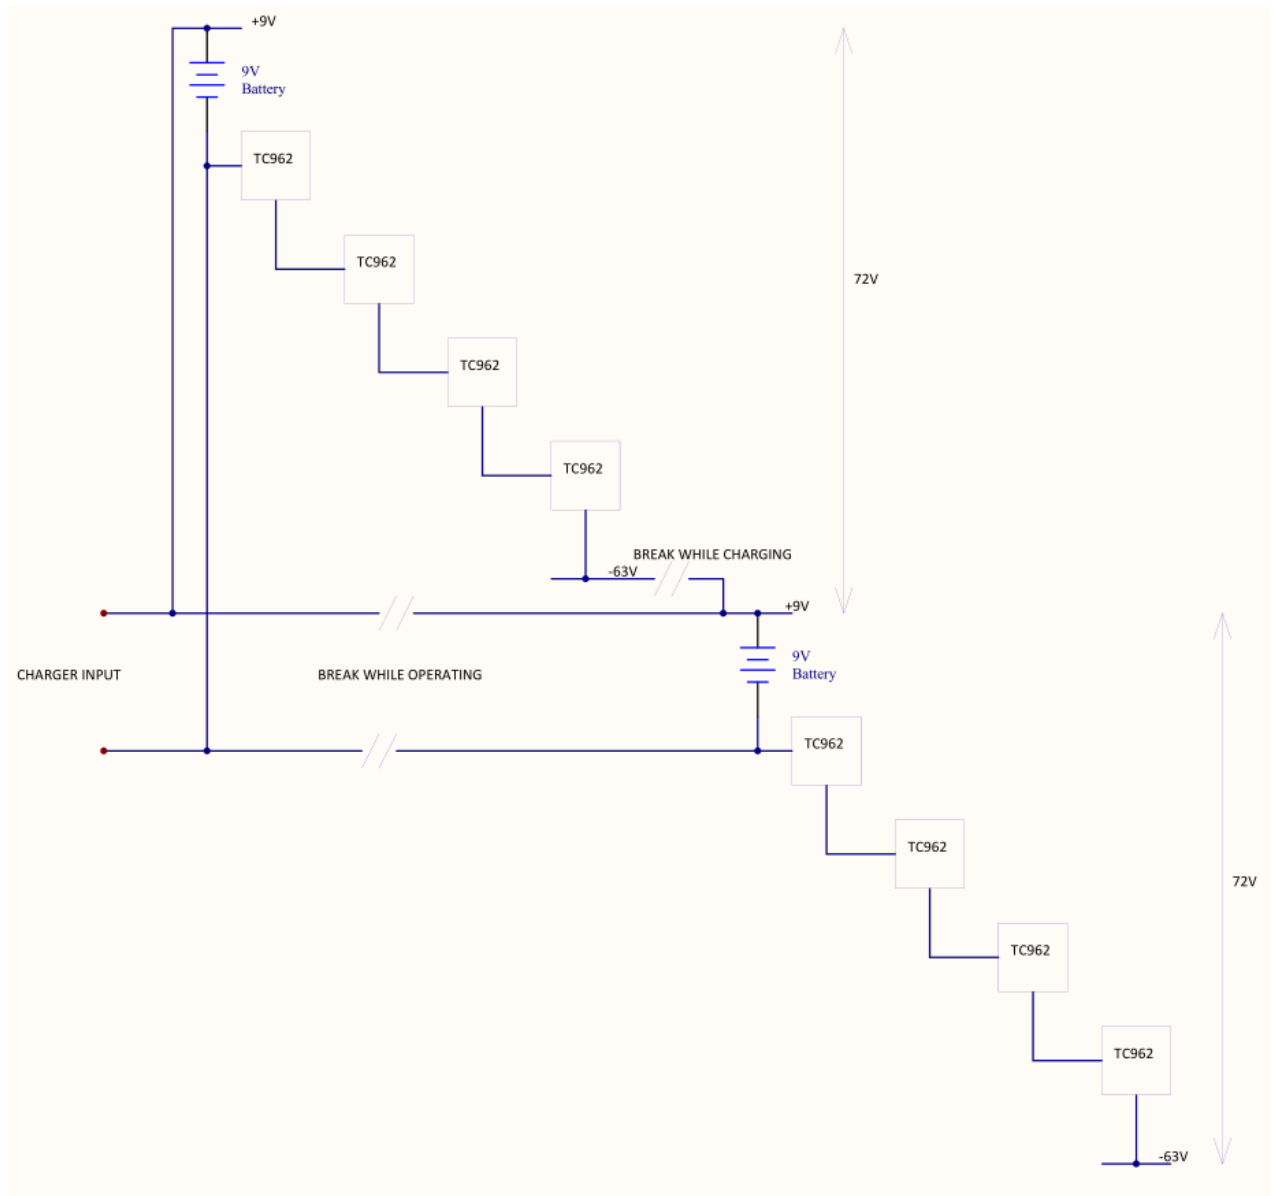 +9V
9V
Battery
TC962
TC962
72V
TC962
TC962
BREAK WHILE CHARGING
-63V
+9V
9V
Battery
CHARGER INPUT
BREAK WHILE OPERATING
TC962
TC962
72V
TC962
TC962
-63V